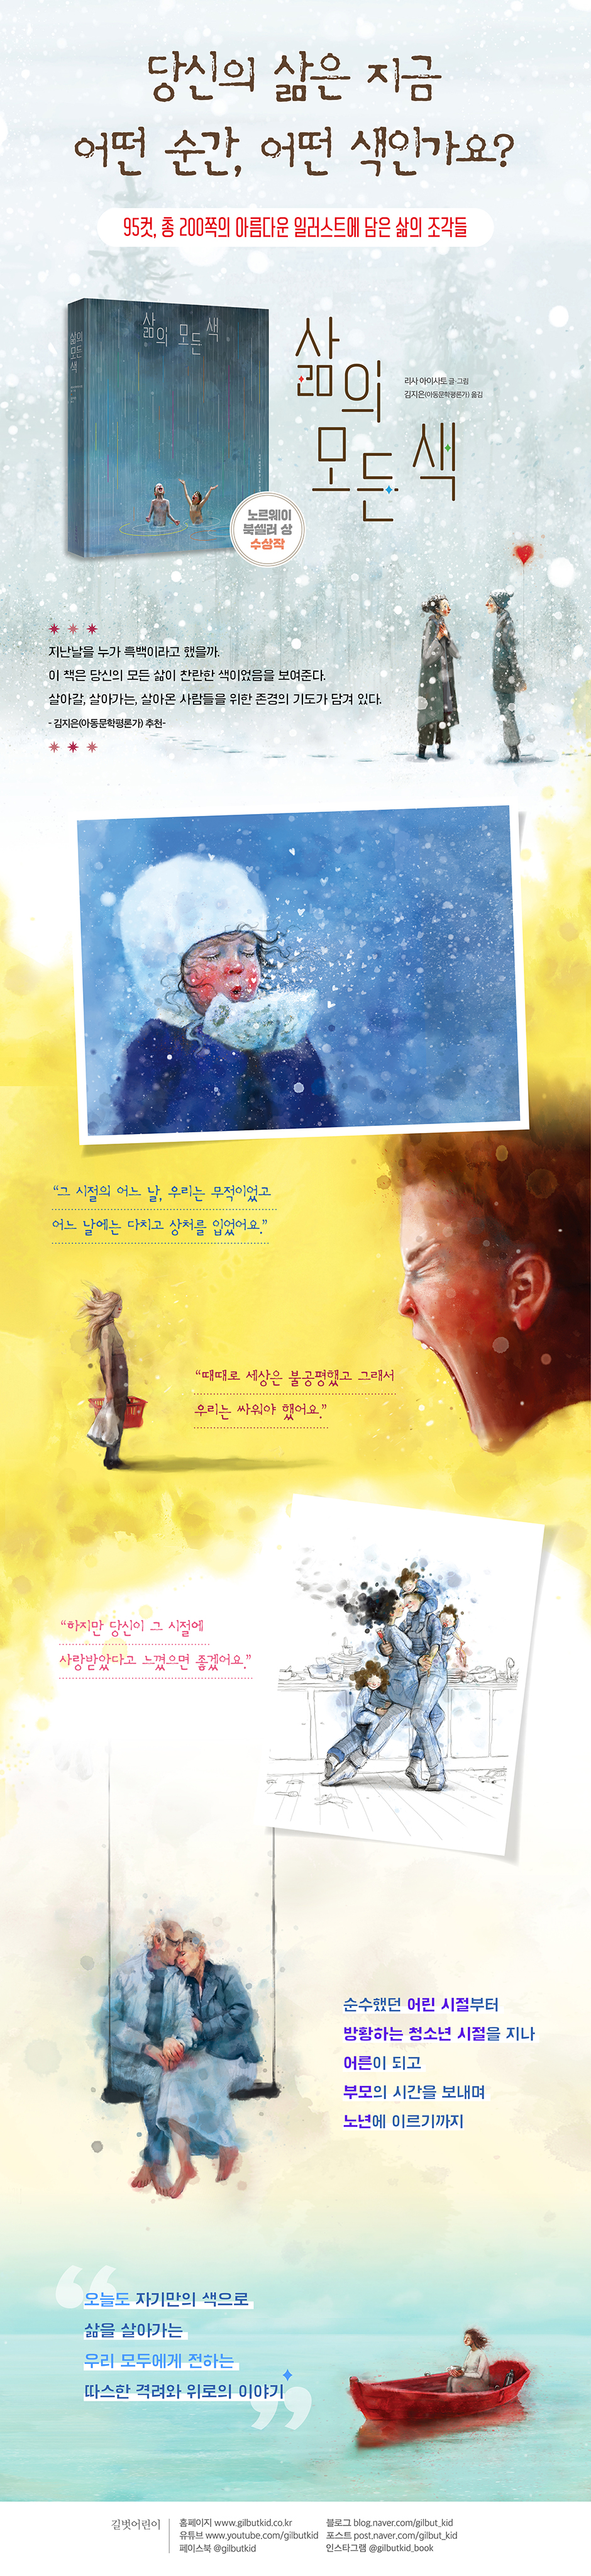 당신의 삶은 지금
어떤 순간, 어떤 색인가요?
95컷, 총 200쪽의 아름다운 일러스트에 담은 삶의 조각들
삶의 모든 색
삶의 모든 색
노르웨이
북셀러 상
수상작
삶의
모든 색
리사 아이사토 글·그림
김지은(아동문학평론가) 옮김
지난날을 누가 흑백이라고 했을까.
이 책은 당신의 모든 삶이 찬란한 색이었음을 보여준다.
살아갈, 살아가는, 살아온 사람들을 위한 존경의 기도가 담겨 있다.
- 김지은(아동문학평론가) 추천-
“그 시절의 어느 날, 우리는 무적이었고
어느 날에는 다치고 상처를 입었어요.”
“때때로 세상은 불공평했고 그래서
우리는 싸워야 했어요.”
“하지만 당신이 그 시절에
사랑받았다고 느꼈으면 좋겠어요.”
순수했던 어린 시절부터
방황하는 청소년 시절을 지나
어른이 되고
부모의 시간을 보내며
노년에 이르기까지
“
오늘도 자기만의 색으로
삶을 살아가는
우리 모두에게 전하는
따스한 격려와 위로의 이야기
”
길벗어린이
홈페이지 www.gilbutkid.co.kr
유튜브 www.youtube.com/gilbutkid
페이스북 @gilbutkid
블로그 blog.naver.com/gilbut_kid
포스트 post.naver.com/gilbut_kid
인스타그램 @gilbutkid_book